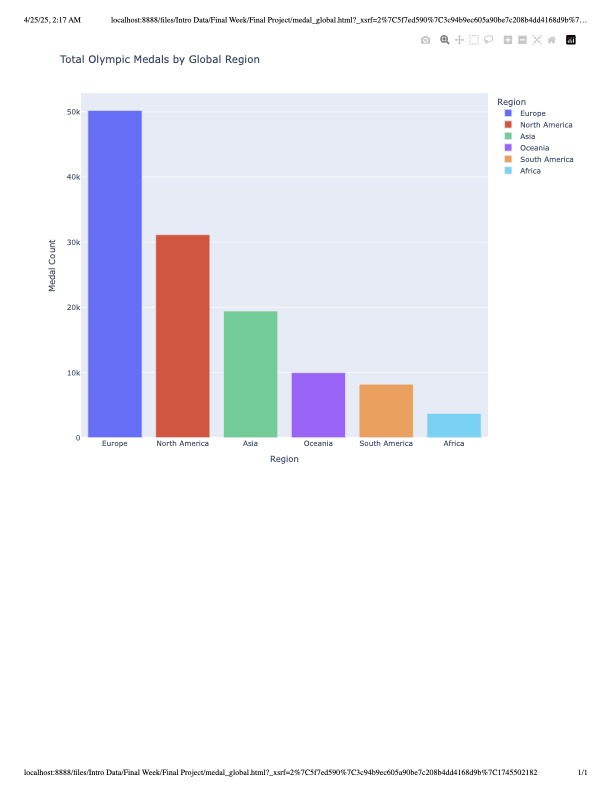 4/25/25, 2:17 AM localhost:8888/files/Intro Data/Final Week/Final Project/medal_global.html?_xsrf=2%7C5f7ed590%7C3c94b9ec605a90be7c208b4dd4168d9b%7…
Total Olympic Medals by Global Region
Region
Europe
North America
Asia
Oceania
South America
Africa
50k
40k
30k
20k
10k
0
Medal Count
Europe North America Asia Oceania South America Africa
Region
localhost:8888/files/Intro Data/Final Week/Final Project/medal_global.html?_xsrf=2%7C5f7ed590%7C3c94b9ec605a90be7c208b4dd4168d9b%7C1745502182 1/1